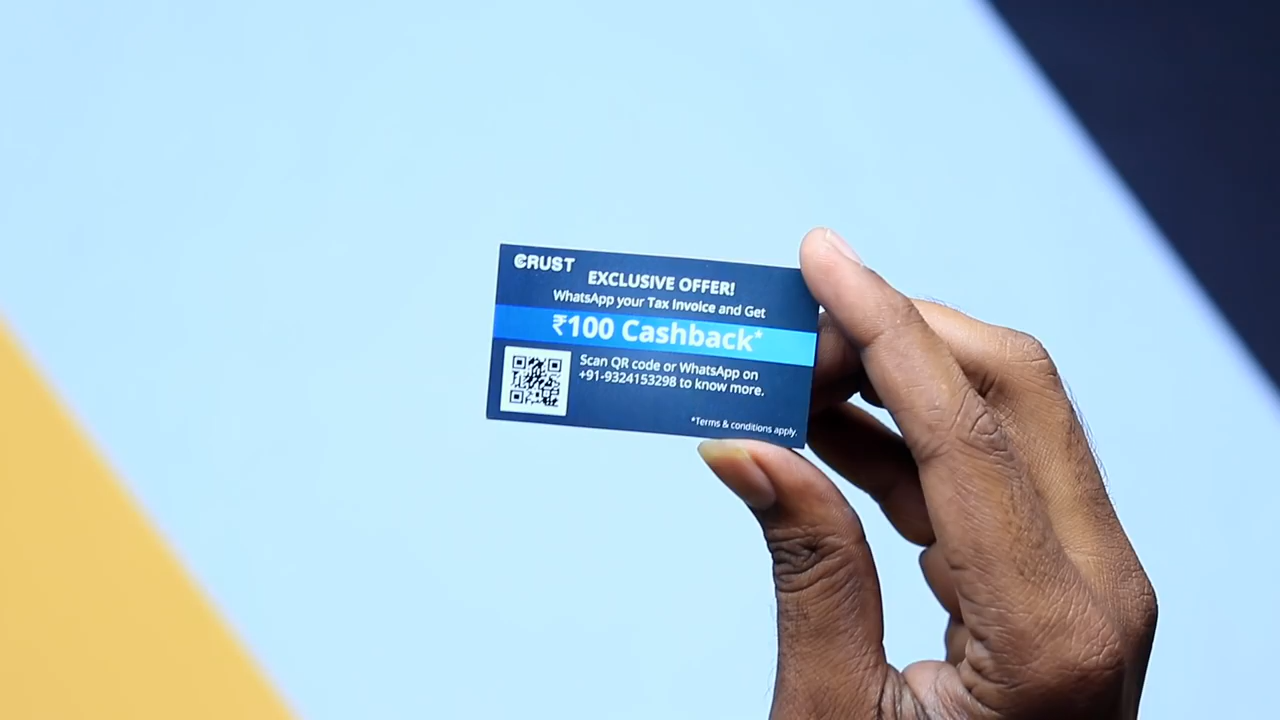 CRUST
EXCLUSIVE OFFER!
WhatsApp your Tax Invoice and Get
₹100 Cashback*
Scan QR code or WhatsApp on
+91-9324153298 to know more.
*Terms & conditions apply.